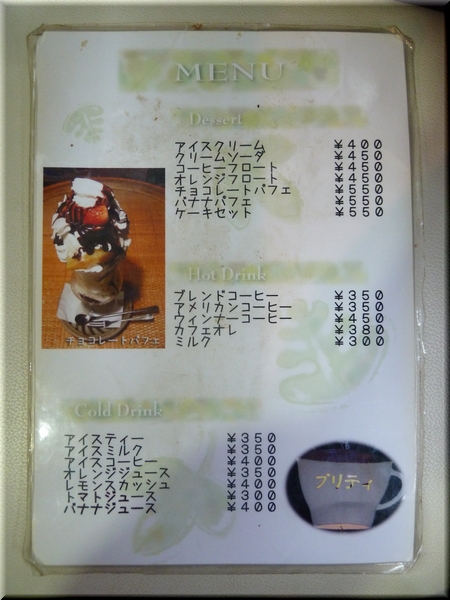 MENU
Dessert
アイスクリーム ¥400
クリームソーダ ¥450
コーヒーフロート ¥450
オレンジフロート ¥450
チョコレートパフェ ¥550
バナナパフェ ¥550
ケーキセット ¥550
チョコレートパフェ
Hot Drink
ブレンドコーヒー ¥350
アメリカンコーヒー ¥350
ウィンナーコーヒー ¥450
カフェオレ ¥380
ミルク ¥300
Cold Drink
アイスティー ¥350
アイスミルク ¥350
アイスコーヒー ¥400
オレンジジュース ¥350
レモンスカッシュ ¥400
トマトジュース ¥300
バナナジュース ¥400
プリティ